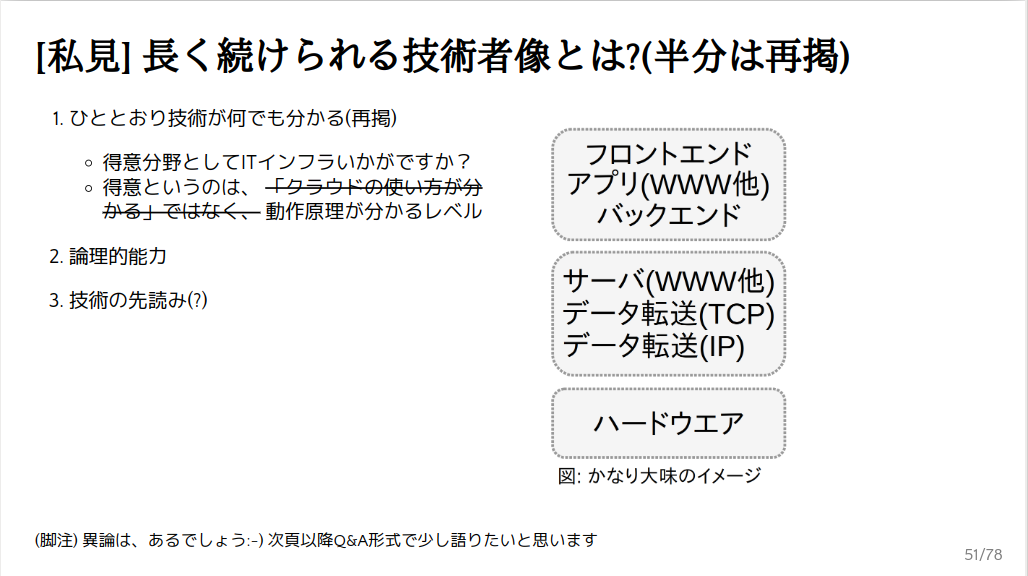 [私見] 長く続けられる技術者像とは?(半分は再掲)
1. ひととおり技術が何でも分かる(再掲)
○ 得意分野としてITインフラいかがですか？
○ 得意というのは、 「クラウドの使い方が分
かる」ではなく、 動作原理が分かるレベル
2. 論理的能力
3. 技術の先読み(?)
フロントエンド
アプリ(WWW他)
バックエンド
サーバ(WWW他)
データ転送(TCP)
データ転送(IP)
ハードウエア
図: かなり大味のイメージ
(脚注) 異論は、あるでしょう:-) 次頁以降Q&A形式で少し語りたいと思います
51/78